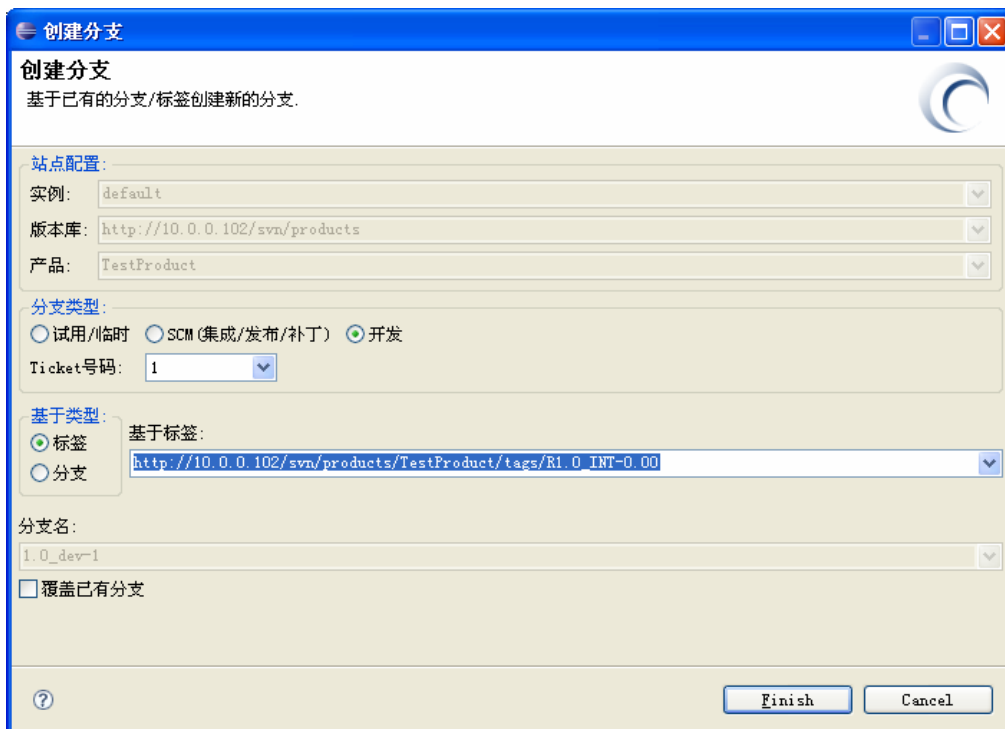 创建分支
创建分支
基于已有的分支/标签创建新的分支.
站点配置:
实例: default
版本库: http://10.0.0.102/svn/products
产品: TestProduct
分支类型:
试用/临时 SCM(集成/发布/补丁) 开发
Ticket号码: 1
基于类型:
标签
分支
基于标签:
http://10.0.0.102/svn/products/TestProduct/tags/R1.0_INT-0.00
分支名:
1.0_dev-1
覆盖已有分支
Finish Cancel